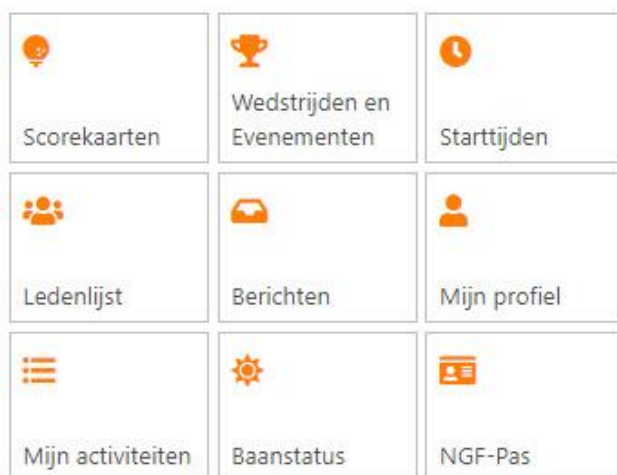 Scorekaarten
Wedstrijden en
Evenementen
Starttijden
Ledenlijst
Berichten
Mijn profiel
Mijn activiteiten
Baanstatus
NGF-Pas